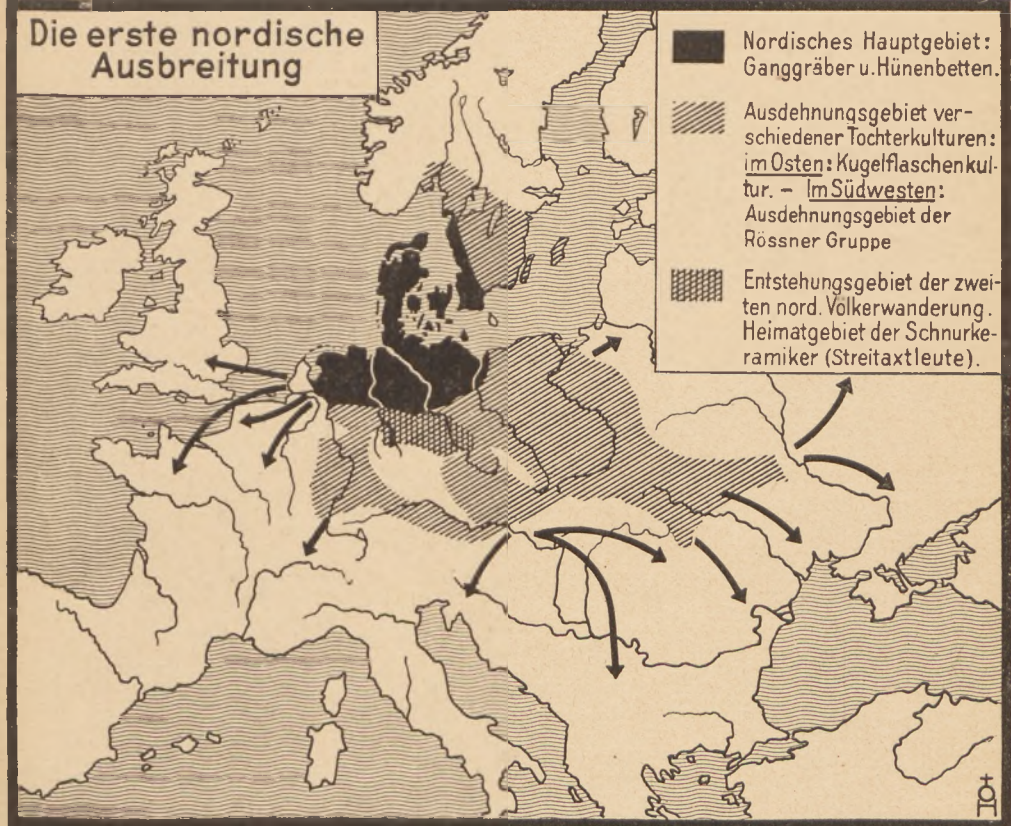 Die erste nordische
Ausbreitung
Nordisches Hauptgebiet:
Ganggräber u. Hünenbetten.
Ausdehnungsgebiet ver-
schiedener Tochterkulturen:
im Osten: Kugelflaschenkul-
tur. – Im Südwesten:
Ausdehnungsgebiet der
Rössner Gruppe
Entstehungsgebiet der zwei-
ten nord. Völkerwanderung.
Heimatgebiet der Schnurke-
ramiker (Streitaxtleute).